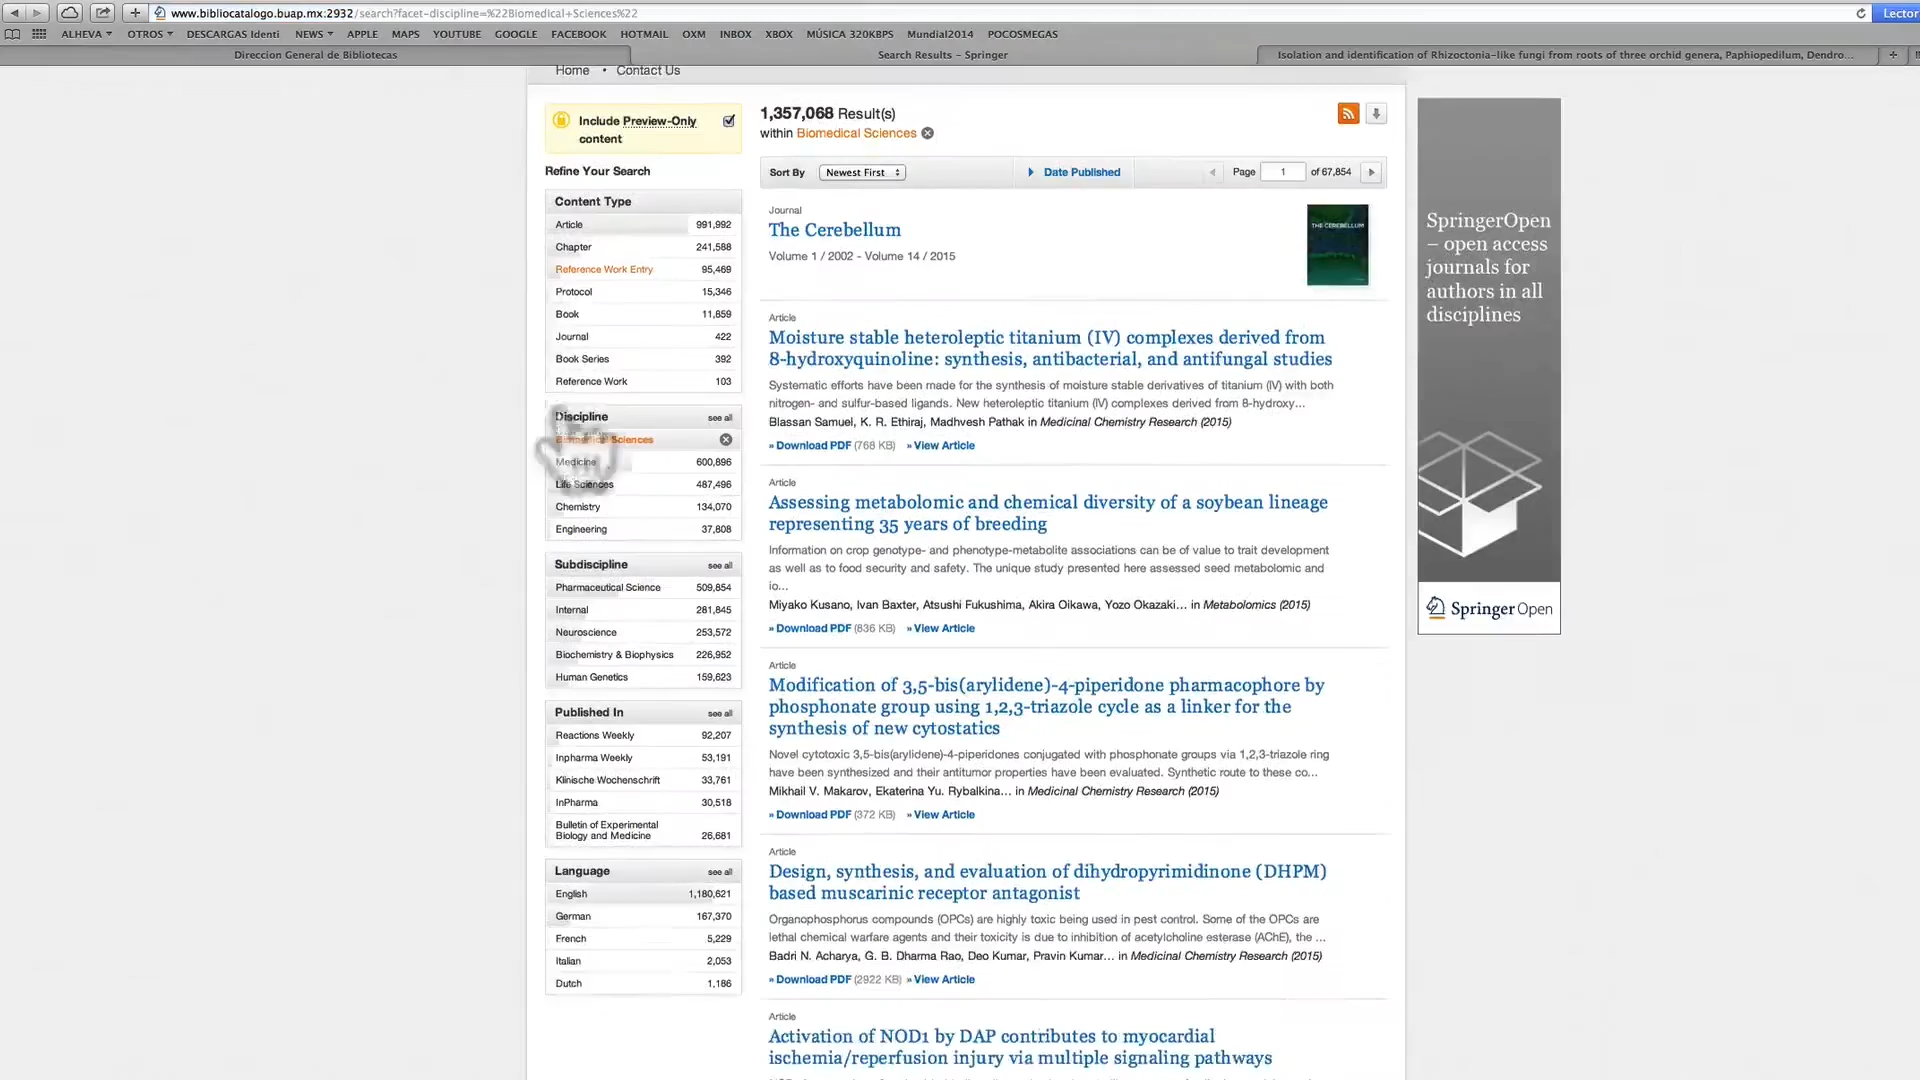 www.bibliocatalogo.buap.mx:2932/search?facet-discipline=%22Biomedical+Sciences%22
Lector
ALHEVA OTROS DESCARGAS Identi NEWS APPLE MAPS YOUTUBE GOOGLE FACEBOOK HOTMAIL OXM INBOX XBOX MÚSICA 320KBPS Mundial2014 POCOSMEGAS
Direccion General de Bibliotecas
Search Results – Springer
Isolation and identification of Rhizoctonia-like fungi from roots of three orchid genera, Paphiopedilum, Dendro...
Home • Contact Us
Include Preview-Only
content
Refine Your Search
Content Type
Article 991,992
Chapter 241,588
Reference Work Entry 95,469
Protocol 15,346
Book 11,859
Journal 422
Book Series 392
Reference Work 103
Discipline see all
Biomedical Sciences
Medicine 600,896
Life Sciences 487,496
Chemistry 134,070
Engineering 37,808
Subdiscipline see all
Pharmaceutical Science 509,854
Internal 281,845
Neuroscience 253,572
Biochemistry & Biophysics 226,952
Human Genetics 159,623
Published In see all
Reactions Weekly 92,207
Inpharma Weekly 53,191
Klinische Wochenschrift 33,761
InPharma 30,518
Bulletin of Experimental
Biology and Medicine 26,681
Language see all
English 1,180,621
German 167,370
French 5,229
Italian 2,053
Dutch 1,186
1,357,068 Result(s)
within Biomedical Sciences
Sort By Newest First Date Published Page 1 of 67,854
Journal
The Cerebellum
Volume 1 / 2002 - Volume 14 / 2015
THE CEREBELLUM
Article
Moisture stable heteroleptic titanium (IV) complexes derived from
8-hydroxyquinoline: synthesis, antibacterial, and antifungal studies
Systematic efforts have been made for the synthesis of moisture stable derivatives of titanium (IV) with both
nitrogen- and sulfur-based ligands. New heteroleptic titanium (IV) complexes derived from 8-hydroxy...
Blassan Samuel, K. R. Ethiraj, Madhvesh Pathak in Medicinal Chemistry Research (2015)
» Download PDF (768 KB) » View Article
Article
Assessing metabolomic and chemical diversity of a soybean lineage
representing 35 years of breeding
Information on crop genotype- and phenotype-metabolite associations can be of value to trait development
as well as to food security and safety. The unique study presented here assessed seed metabolomic and
io...
Miyako Kusano, Ivan Baxter, Atsushi Fukushima, Akira Oikawa, Yozo Okazaki... in Metabolomics (2015)
» Download PDF (836 KB) » View Article
Article
Modification of 3,5-bis(arylidene)-4-piperidone pharmacophore by
phosphonate group using 1,2,3-triazole cycle as a linker for the
synthesis of new cytostatics
Novel cytotoxic 3,5-bis(arylidene)-4-piperidones conjugated with phosphonate groups via 1,2,3-triazole ring
have been synthesized and their antitumor properties have been evaluated. Synthetic route to these co...
Mikhail V. Makarov, Ekaterina Yu. Rybalkina... in Medicinal Chemistry Research (2015)
» Download PDF (372 KB) » View Article
Article
Design, synthesis, and evaluation of dihydropyrimidinone (DHPM)
based muscarinic receptor antagonist
Organophosphorus compounds (OPCs) are highly toxic being used in pest control. Some of the OPCs are
lethal chemical warfare agents and their toxicity is due to inhibition of acetylcholine esterase (AChE), the ...
Badri N. Acharya, G. B. Dharma Rao, Deo Kumar, Pravin Kumar... in Medicinal Chemistry Research (2015)
» Download PDF (2922 KB) » View Article
Article
Activation of NOD1 by DAP contributes to myocardial
ischemia/reperfusion injury via multiple signaling pathways
SpringerOpen
– open access
journals for
authors in all
disciplines
Springer Open